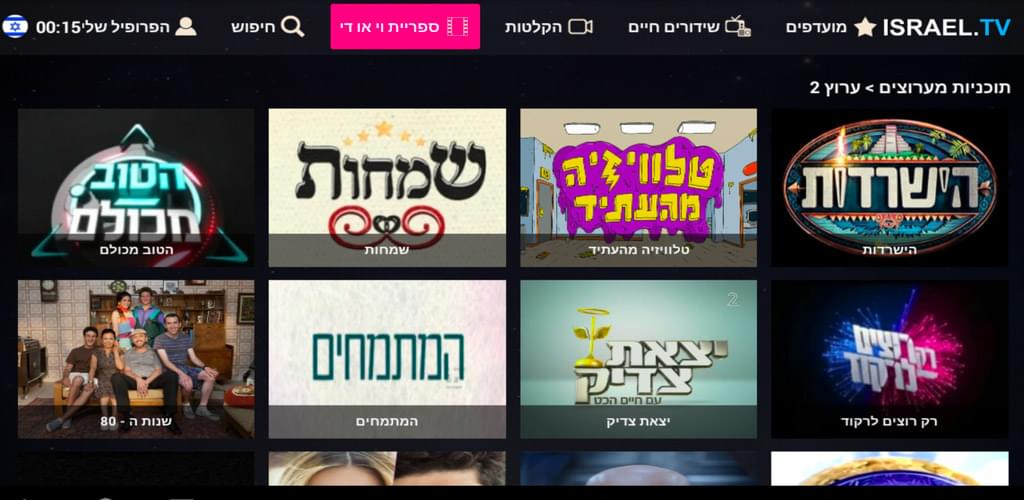 ISRAEL.TV
מועדפים
שידורים חיים
הקלטות
ספריית וי או די
חיפוש
הפרופיל שלי
00:15
תוכניות מערוצים > ערוץ 2
הישרדות
הישרדות
טלוויזיה
מהעתיד
טלוויזיה מהעתיד
שמחות
שמחות
הטוב
מכולם
הטוב מכולם
רק רוצים
לרקוד
רק רוצים לרקוד
2
יצאת
צדיק
עם חיים הכט
יצאת צדיק
המתמחים
המתמחים
שנות ה - 80